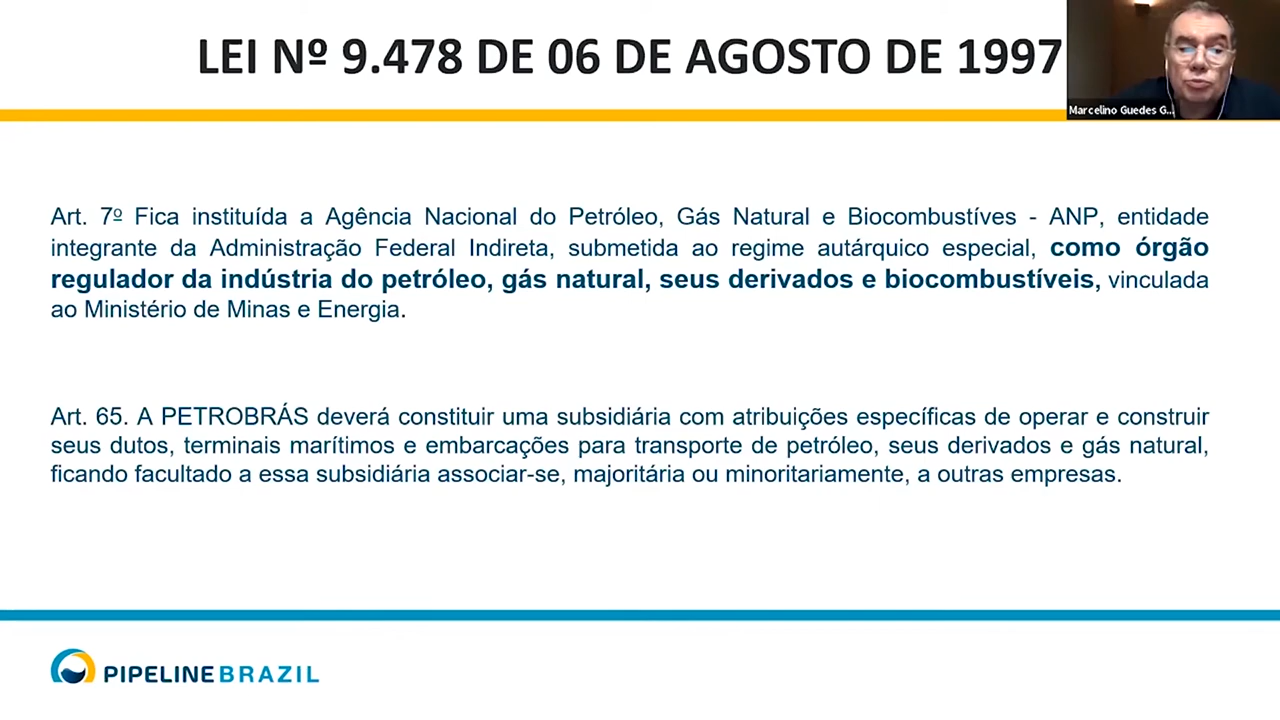 LEI Nº 9.478 DE 06 DE AGOSTO DE 1997
Marcelino Guedes G...
Art. 7º Fica instituída a Agência Nacional do Petróleo, Gás Natural e Biocombustíves - ANP, entidade
integrante da Administração Federal Indireta, submetida ao regime autárquico especial, como órgão
regulador da indústria do petróleo, gás natural, seus derivados e biocombustíveis, vinculada
ao Ministério de Minas e Energia.
Art. 65. A PETROBRÁS deverá constituir uma subsidiária com atribuições específicas de operar e construir
seus dutos, terminais marítimos e embarcações para transporte de petróleo, seus derivados e gás natural,
ficando facultado a essa subsidiária associar-se, majoritária ou minoritariamente, a outras empresas.
PIPELINEBRAZIL